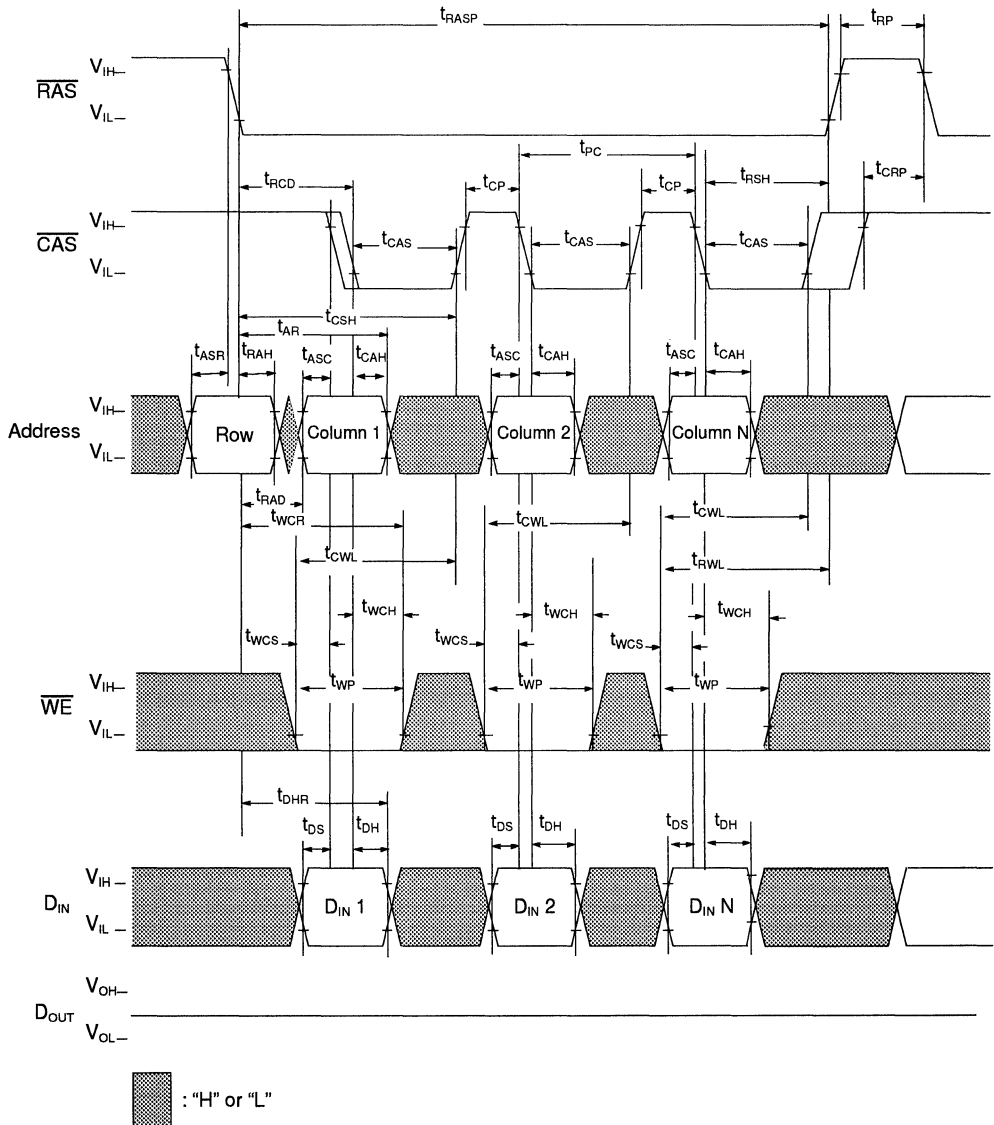 tRASP tRP
VIH
RAS
VIL
tPC
tRCD tCP tCP tRSH tCRP
VIH
CAS
VIL
tCAS tCAS tCAS
tCSH
tAR
tASR tRAH tASC tCAH tASC tCAH tASC tCAH
VIH
Address
VIL
Row Column 1 Column 2 Column N
tRAD
tWCR tCWL tCWL
tCWL tRWL
tWCH tWCH tWCH
tWCS tWCS tWCS
tWP tWP tWP
VIH
WE
VIL
tDHR
tDS tDH tDS tDH tDS tDH
VIH
DIN
VIL
DIN 1 DIN 2 DIN N
VOH
DOUT
VOL
: "H" or "L"